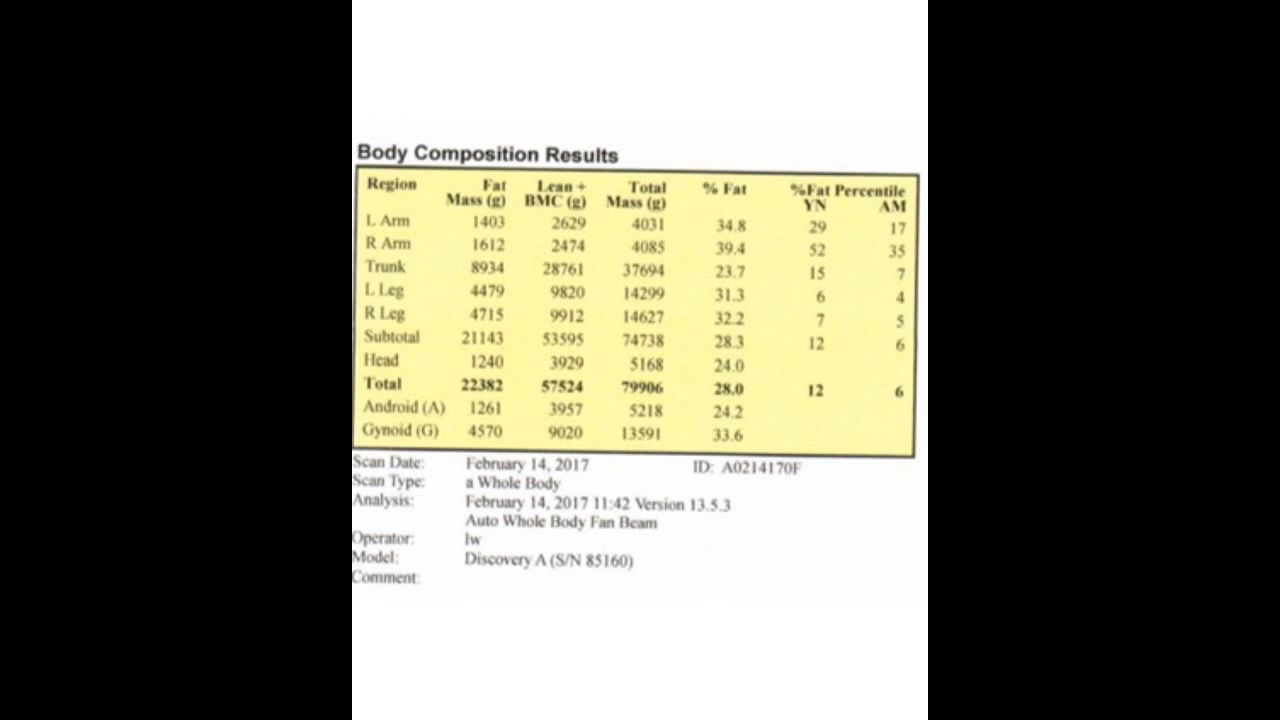 Body Composition Results
Region Fat Mass (g) Lean + BMC (g) Total Mass (g) % Fat %Fat Percentile YN AM
L Arm 1403 2629 4031 34.8 29 17
R Arm 1612 2474 4085 39.4 52 35
Trunk 8934 28761 37694 23.7 15 7
L Leg 4479 9820 14299 31.3 6 4
R Leg 4715 9912 14627 32.2 7 5
Subtotal 21143 53595 74738 28.3 12 6
Head 1240 3929 5168 24.0
Total 22382 57524 79906 28.0 12 6
Android (A) 1261 3957 5218 24.2
Gynoid (G) 4570 9020 13591 33.6
Scan Date: February 14, 2017 ID: A0214170F
Scan Type: a Whole Body
Analysis: February 14, 2017 11:42 Version 13.5.3
Auto Whole Body Fan Beam
Operator: lw
Model: Discovery A (S/N 85160)
Comment: